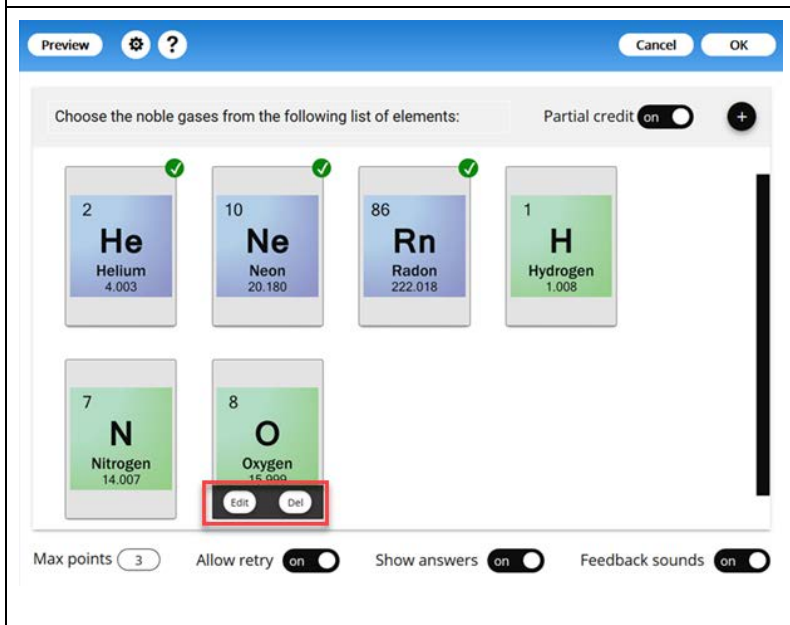 Preview ? Cancel OK
Choose the noble gases from the following list of elements: Partial credit on +
2 10 86 1
He Ne Rn H
Helium Neon Radon Hydrogen
4.003 20.180 222.018 1.008
7 8
N O
Nitrogen Oxygen
14.007 15.999
Edit Del
Max points 3 Allow retry on Show answers on Feedback sounds on